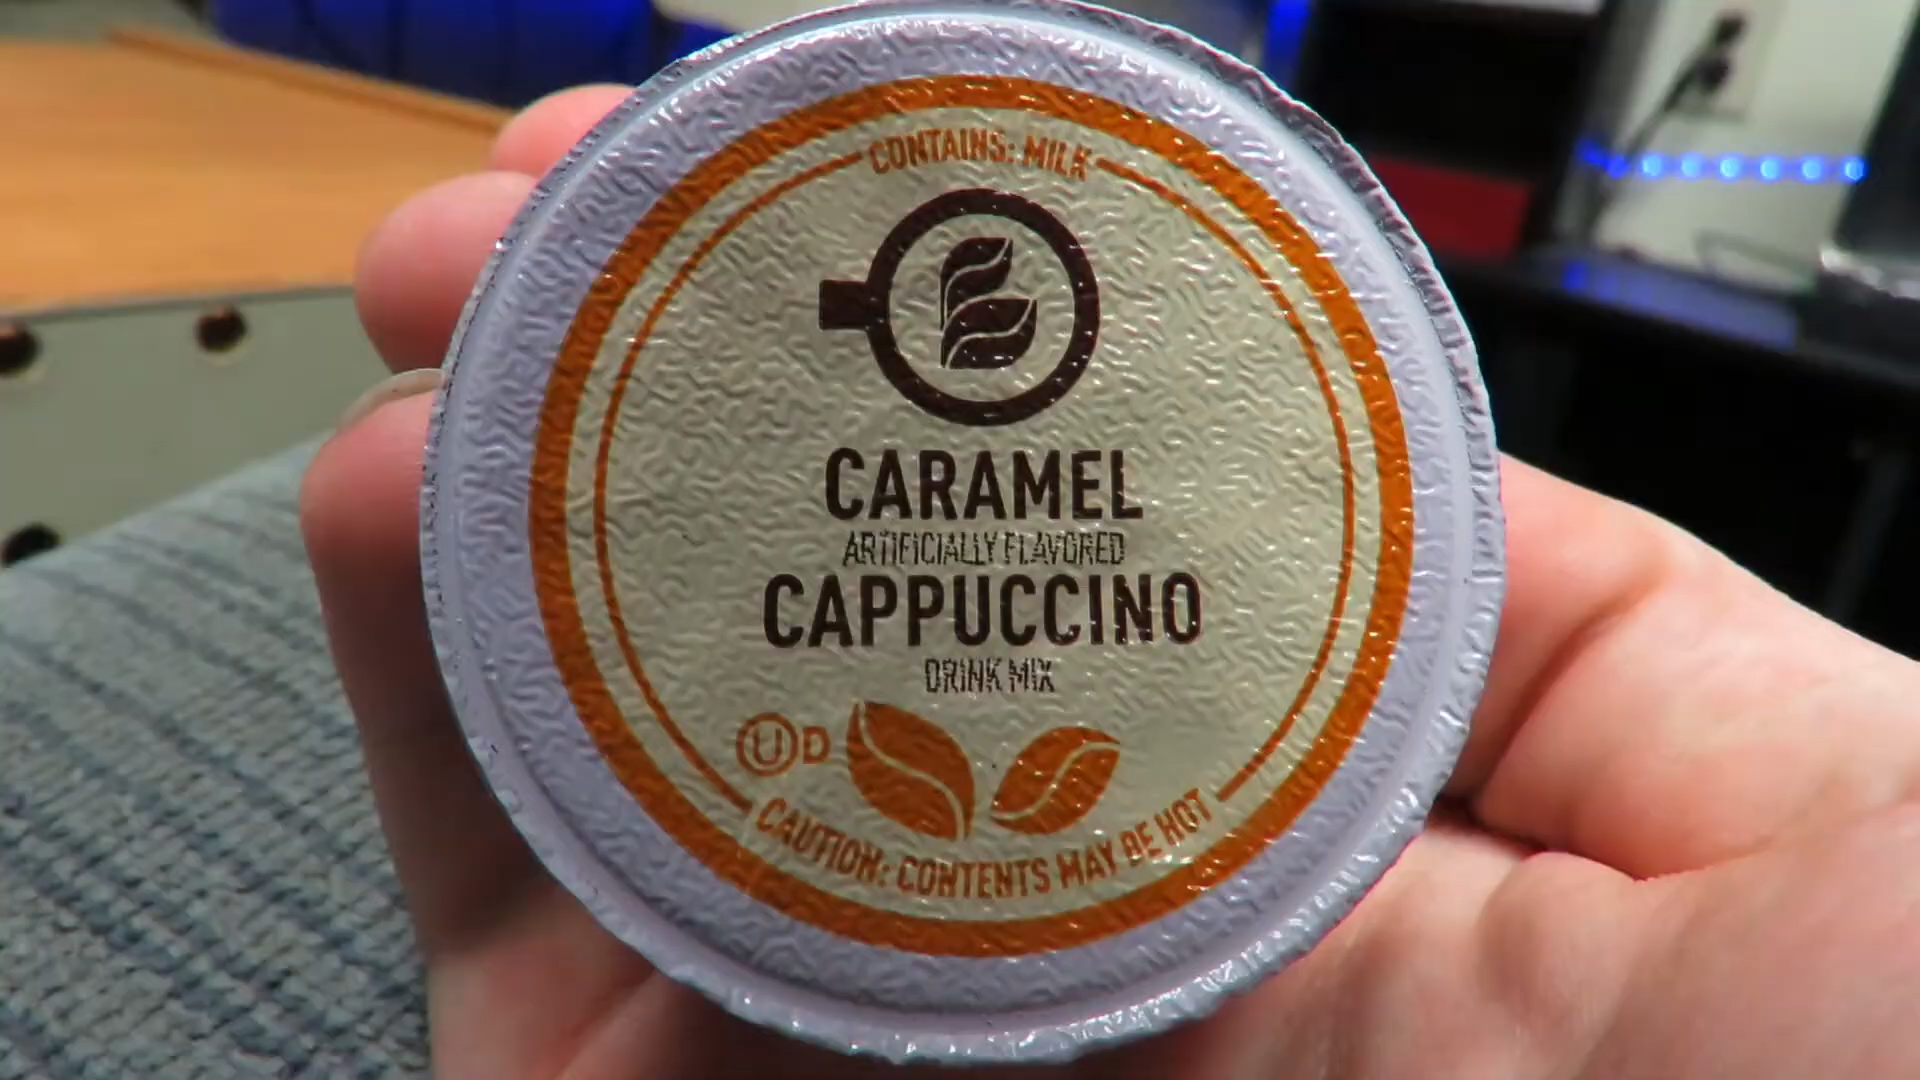 CONTAINS: MILK
CARAMEL
ARTIFICIALLY FLAVORED
CAPPUCCINO
DRINK MIX
Ⓤ D
CAUTION: CONTENTS MAY BE HOT